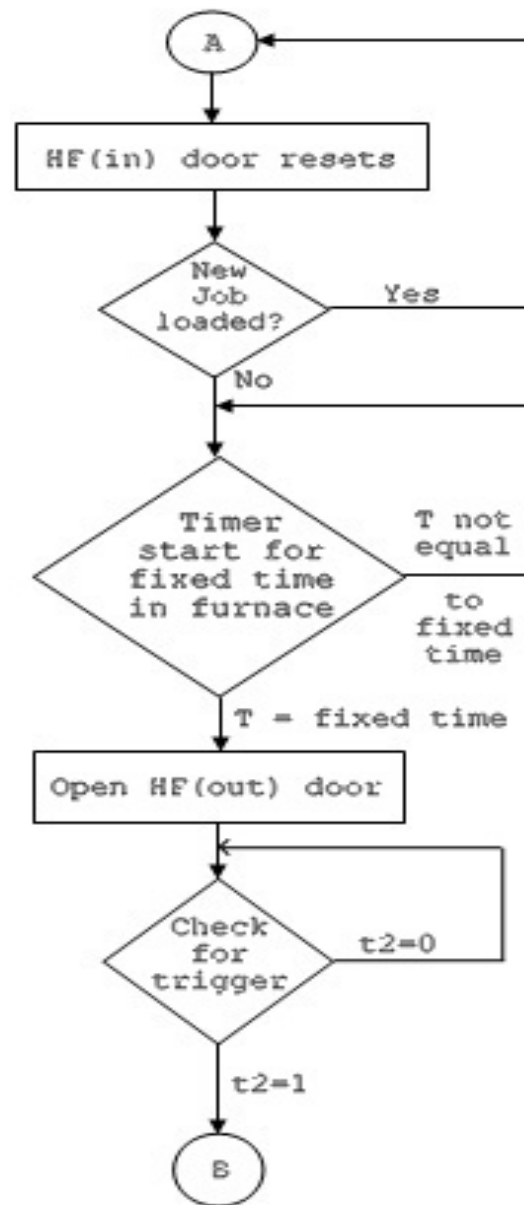 A
HF(in) door resets
New
Job
loaded?
Yes
No
Timer
start for
fixed time
in furnace
T not
equal
to
fixed
time
T = fixed time
Open HF(out) door
Check
for
trigger
t2=0
t2=1
B